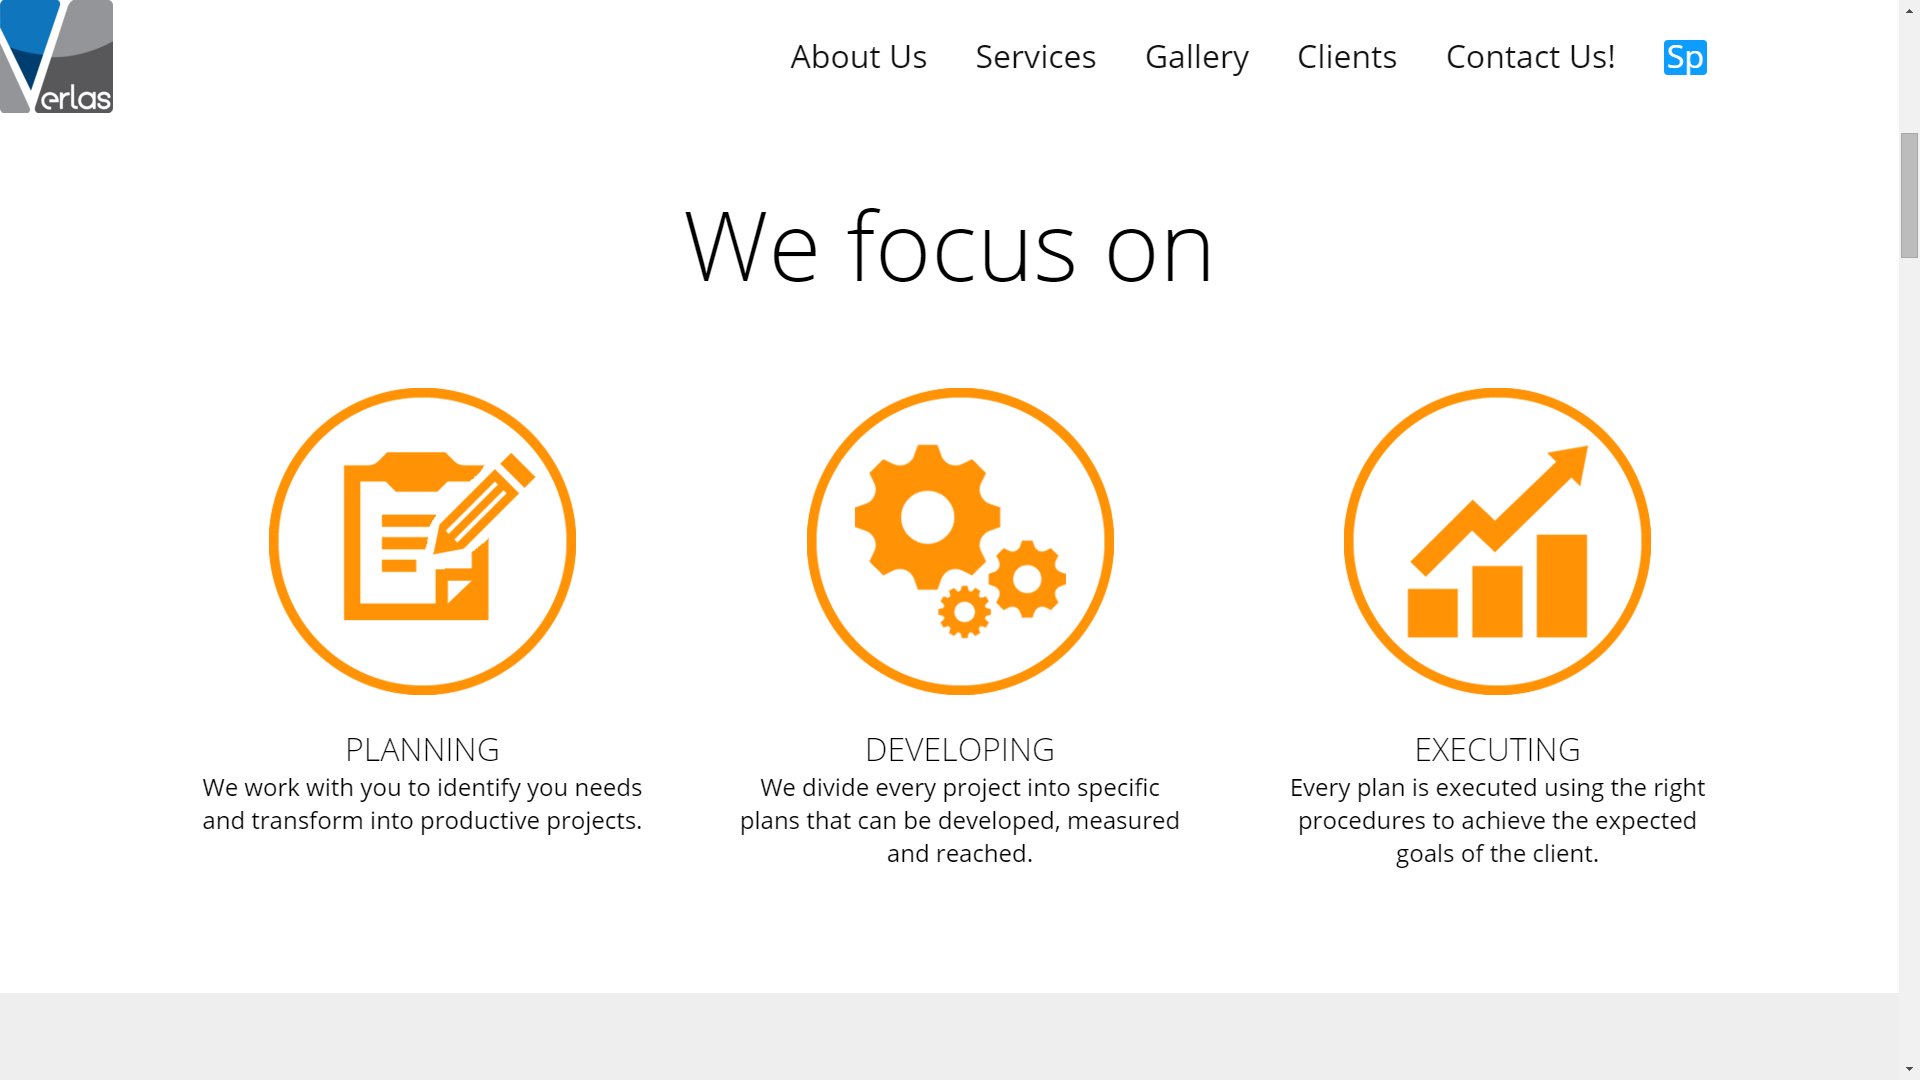 Verlas
About Us Services Gallery Clients Contact Us! Sp
We focus on
PLANNING
We work with you to identify you needs
and transform into productive projects.
DEVELOPING
We divide every project into specific
plans that can be developed, measured
and reached.
EXECUTING
Every plan is executed using the right
procedures to achieve the expected
goals of the client.